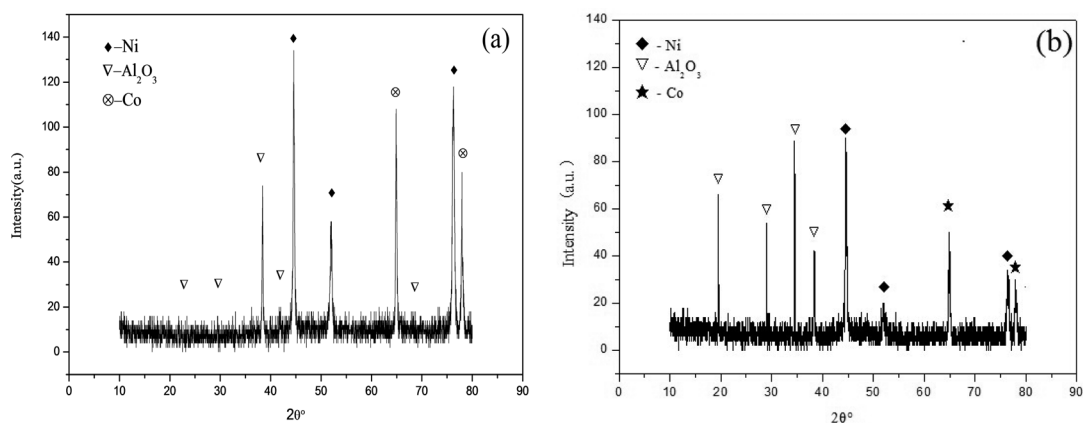 (a)
♦–Ni
▽–Al₂O₃
⊗–Co
140
120
100
80
60
40
20
0
Intensity(a.u.)
0 10 20 30 40 50 60 70 80 90
2θ°
(b)
◆ - Ni
▽ - Al₂O₃
★ - Co
140
120
100
80
60
40
20
0
Intensity (a.u.)
0 10 20 30 40 50 60 70 80 90
2θ°